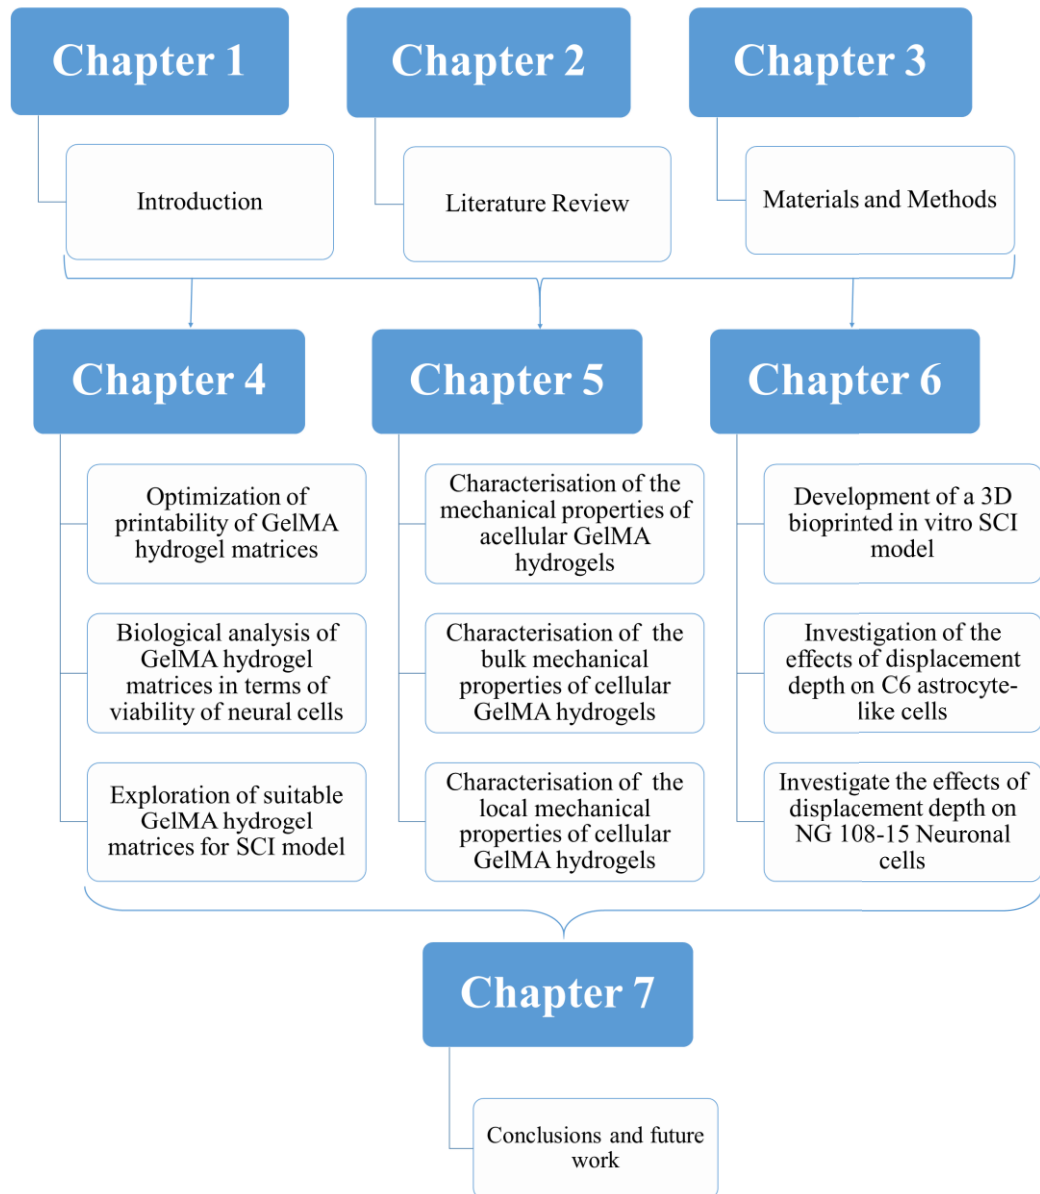 Chapter 1
Chapter 2
Chapter 3
Introduction
Literature Review
Materials and Methods
Chapter 4
Chapter 5
Chapter 6
Optimization of
printability of GelMA
hydrogel matrices
Characterisation of the
mechanical properties of
acellular GelMA
hydrogels
Development of a 3D
bioprinted in vitro SCI
model
Biological analysis of
GelMA hydrogel
matrices in terms of
viability of neural cells
Characterisation of the
bulk mechanical
properties of cellular
GelMA hydrogels
Investigation of the
effects of displacement
depth on C6 astrocyte-
like cells
Exploration of suitable
GelMA hydrogel
matrices for SCI model
Characterisation of the
local mechanical
properties of cellular
GelMA hydrogels
Investigate the effects of
displacement depth on
NG 108-15 Neuronal
cells
Chapter 7
Conclusions and future
work